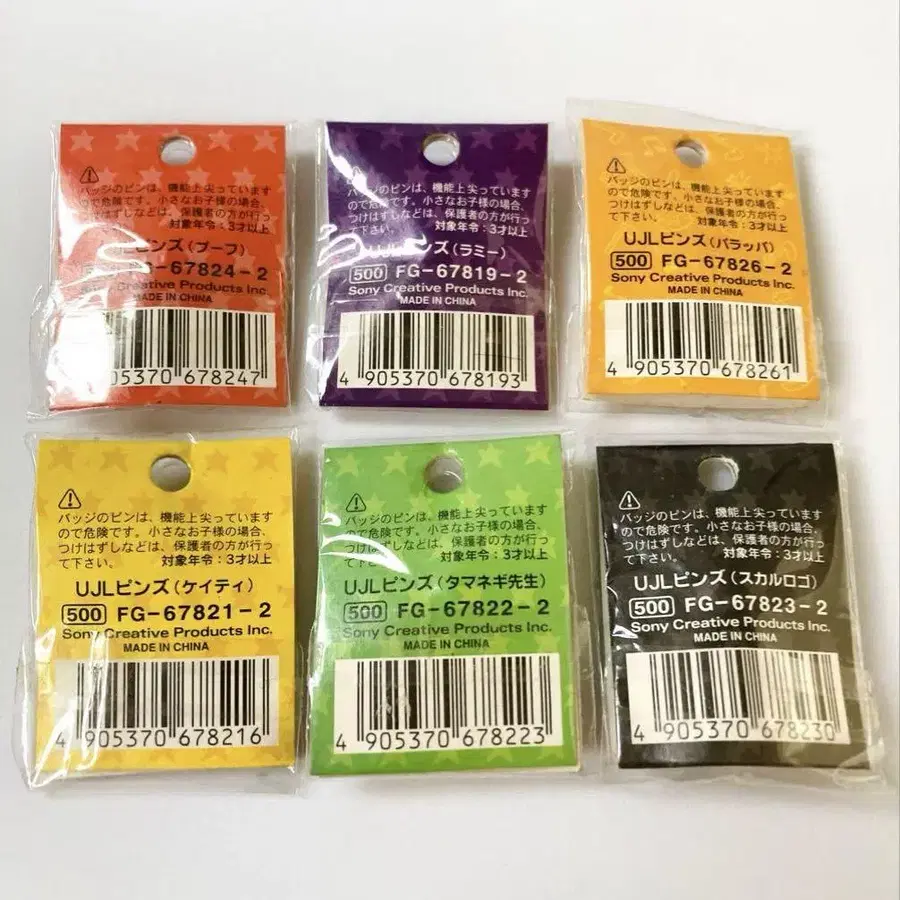 ⚠
バッジのピンは、機能上尖っています
ので危険です。小さなお子様の場合、
つけはずしなどは、保護者の方が行っ
て下さい。 対象年令:3才以上
ピンズ(プーフ)
67824-2
Sony Creative Products Inc.
MADE IN CHINA
905370 678247
⚠
バッジのピンは、機能上尖っています
ので危険です。小さなお子様の場合、
つけはずしなどは、保護者の方が行っ
て下さい。 対象年令:3才以上
UJLピンズ(ラミー)
500 FG-67819-2
Sony Creative Products Inc.
MADE IN CHINA
4 905370 678193
⚠
バッジのピンは、機能上尖っています
ので危険です。小さなお子様の場合、
つけはずしなどは、保護者の方が行っ
て下さい。 対象年令:3才以上
UJLピンズ(パラッパ)
500 FG-67826-2
Sony Creative Products Inc.
MADE IN CHINA
4 905370 678261
⚠
バッジのピンは、機能上尖っています
ので危険です。小さなお子様の場合、
つけはずしなどは、保護者の方が行っ
て下さい。 対象年令:3才以上
UJLピンズ(ケイティ)
500 FG-67821-2
Sony Creative Products Inc.
MADE IN CHINA
4 905370 678216
⚠
バッジのピンは、機能上尖っています
ので危険です。小さなお子様の場合、
つけはずしなどは、保護者の方が行っ
て下さい。 対象年令:3才以上
UJLピンズ(タマネギ先生)
500 FG-67822-2
Sony Creative Products Inc.
MADE IN CHINA
4 905370 678223
⚠
バッジのピンは、機能上尖っています
ので危険です。小さなお子様の場合、
つけはずしなどは、保護者の方が行っ
て下さい。 対象年令:3才以上
UJLピンズ(スカルロゴ)
500 FG-67823-2
Sony Creative Products Inc.
MADE IN CHINA
4 905370 678230